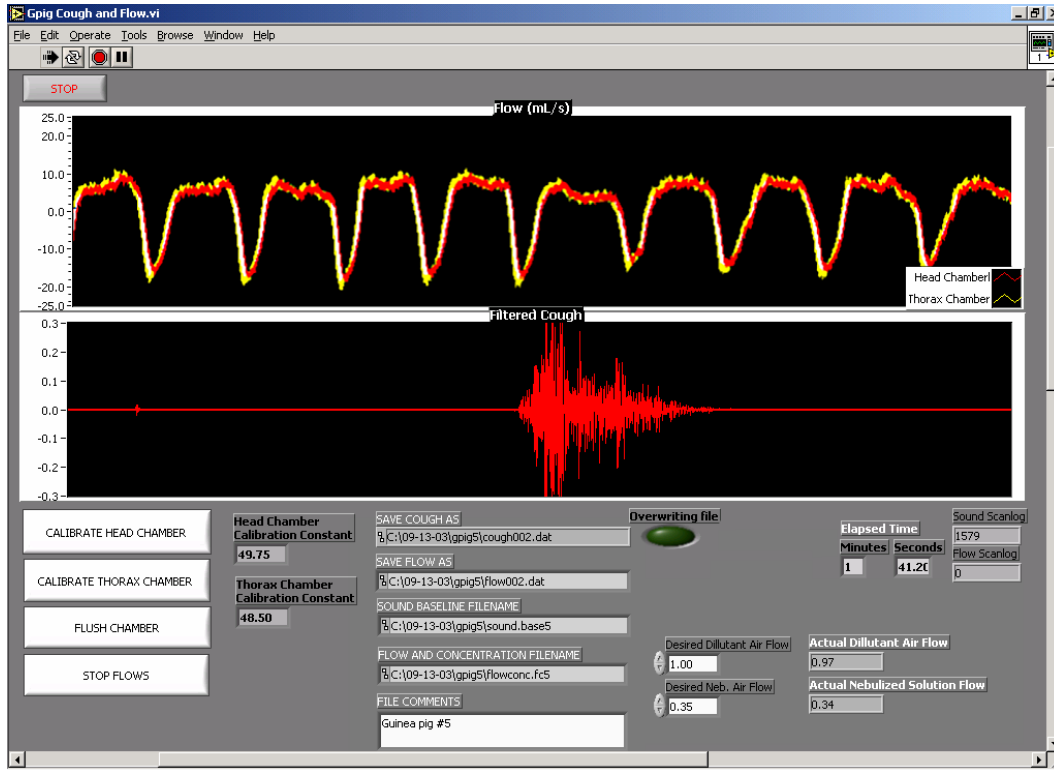 Gpig Cough and Flow.vi
File Edit Operate Tools Browse Window Help
1
STOP
Flow (mL/s)
25.0
20.0
10.0
0.0
-10.0
-20.0
-25.0
Head Chamberl
Thorax Chamber
Filtered Cough
0.3
0.2
0.1
0.0
-0.1
-0.2
-0.3
CALIBRATE HEAD CHAMBER
CALIBRATE THORAX CHAMBER
FLUSH CHAMBER
STOP FLOWS
Head Chamber
Calibration Constant
49.75
Thorax Chamber
Calibration Constant
48.50
SAVE COUGH AS
C:\09-13-03\gpig5\cough002.dat
SAVE FLOW AS
C:\09-13-03\gpig5\flow002.dat
SOUND BASELINE FILENAME
C:\09-13-03\gpig5\sound.base5
FLOW AND CONCENTRATION FILENAME
C:\09-13-03\gpig5\flowconc.fc5
FILE COMMENTS
Guinea pig #5
Overwriting file
Elapsed Time
Minutes Seconds
1 41.20
Sound Scanlog
1579
Flow Scanlog
0
Desired Dillutant Air Flow
1.00
Desired Neb. Air Flow
0.35
Actual Dillutant Air Flow
0.97
Actual Nebulized Solution Flow
0.34